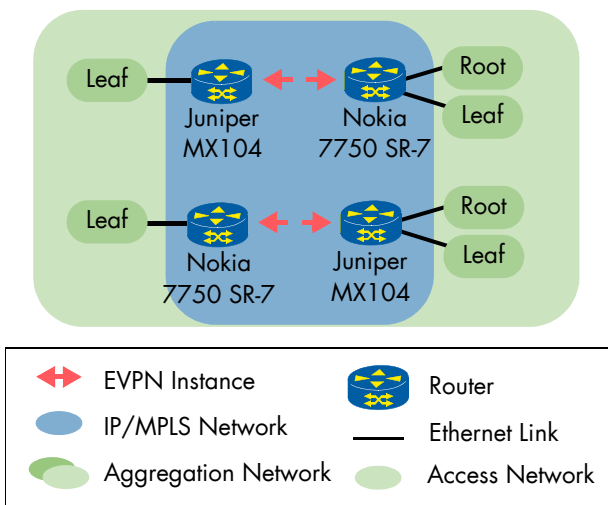 Leaf
Juniper
MX104
Nokia
7750 SR-7
Root
Leaf
Leaf
Nokia
7750 SR-7
Juniper
MX104
Root
Leaf
EVPN Instance
Router
IP/MPLS Network
Ethernet Link
Aggregation Network
Access Network